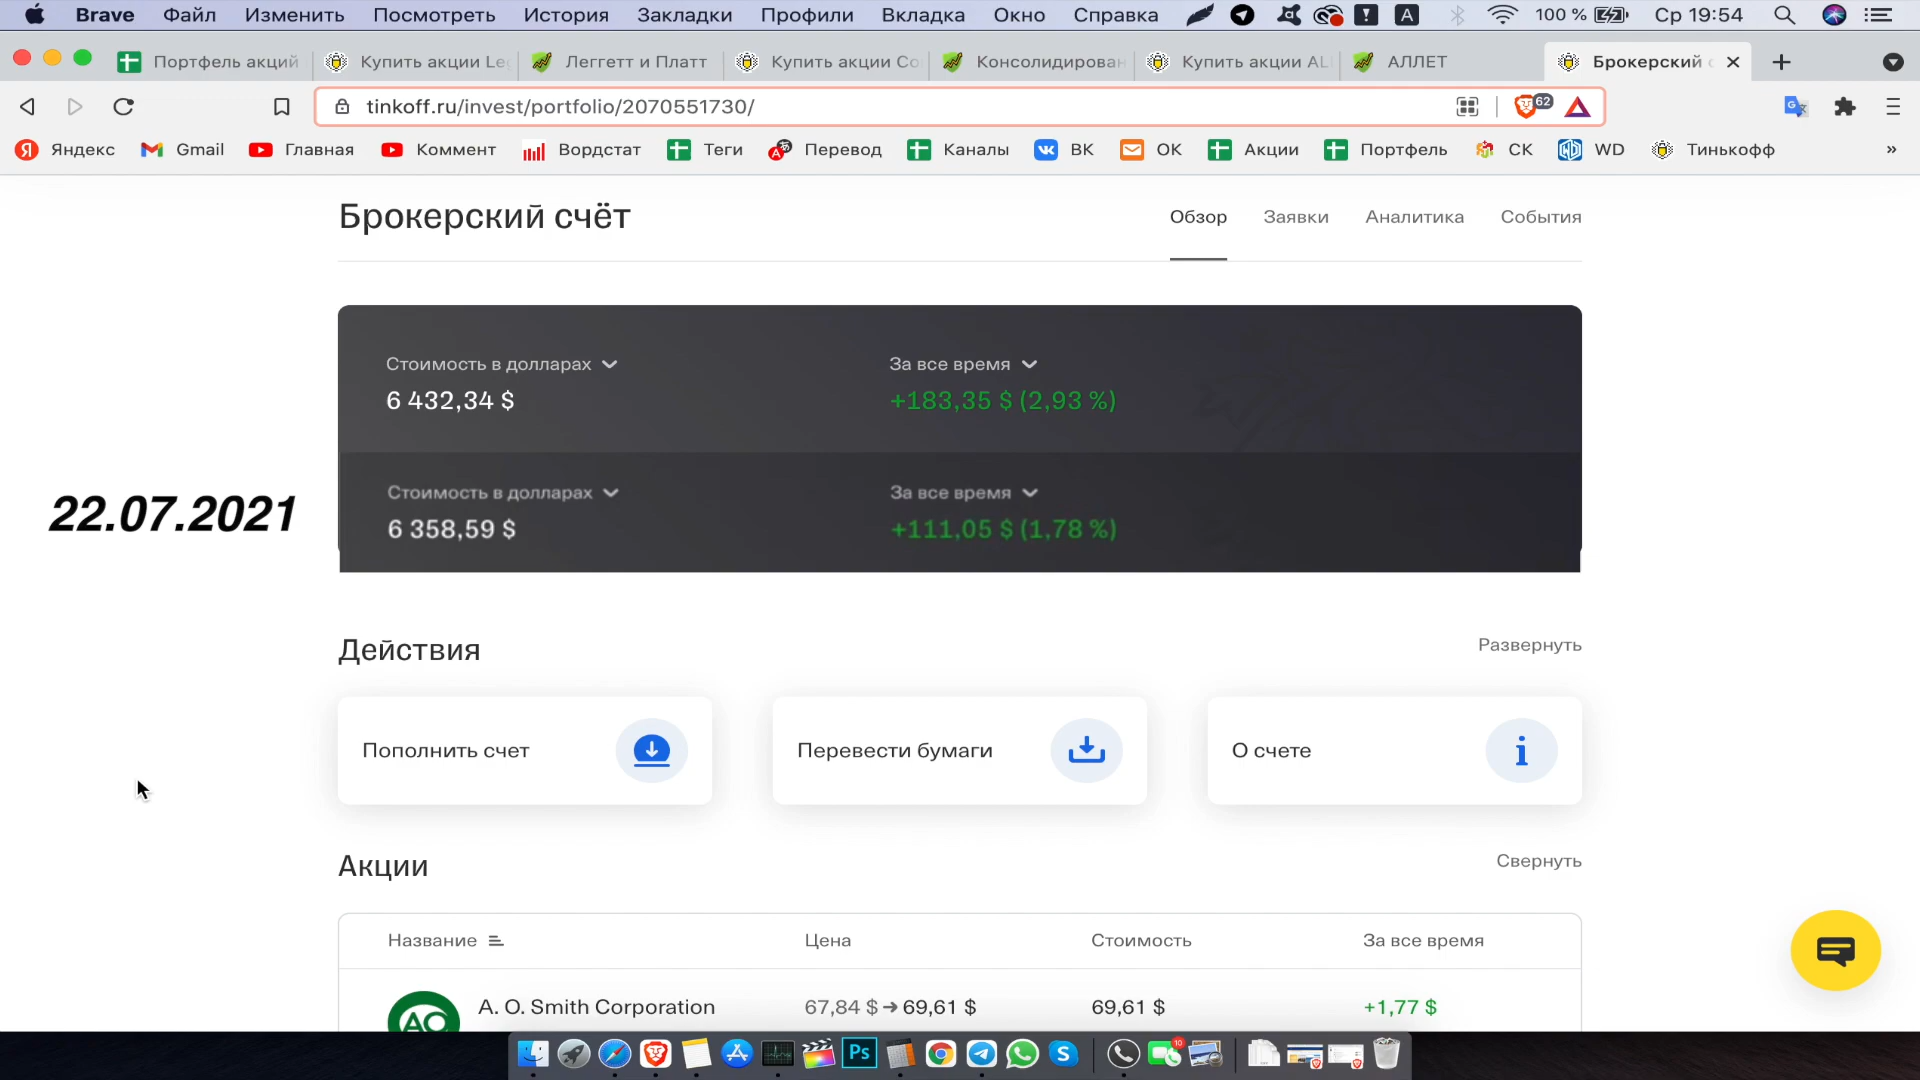 Brave Файл Изменить Посмотреть История Закладки Профили Вкладка Окно Справка 100 % Ср 19:54
Портфель акций Купить акции Le Леггетт и Платт Купить акции Co Консолидирован Купить акции AL АЛЛЕТ Брокерский
tinkoff.ru/invest/portfolio/2070551730/ 62
Яндекс Gmail Главная Коммент Вордстат Теги Перевод Каналы ВК ОК Акции Портфель СК WD Тинькофф »
Брокерский счёт Обзор Заявки Аналитика События
Стоимость в долларах За все время
6 432,34 $ +183,35 $ (2,93 %)
Стоимость в долларах За все время
22.07.2021 6 358,59 $ +111,05 $ (1,78 %)
Действия Развернуть
Пополнить счет Перевести бумаги О счете
Акции Свернуть
Название Цена Стоимость За все время
AO A. O. Smith Corporation 67,84 $ → 69,61 $ 69,61 $ +1,77 $
Ps 10